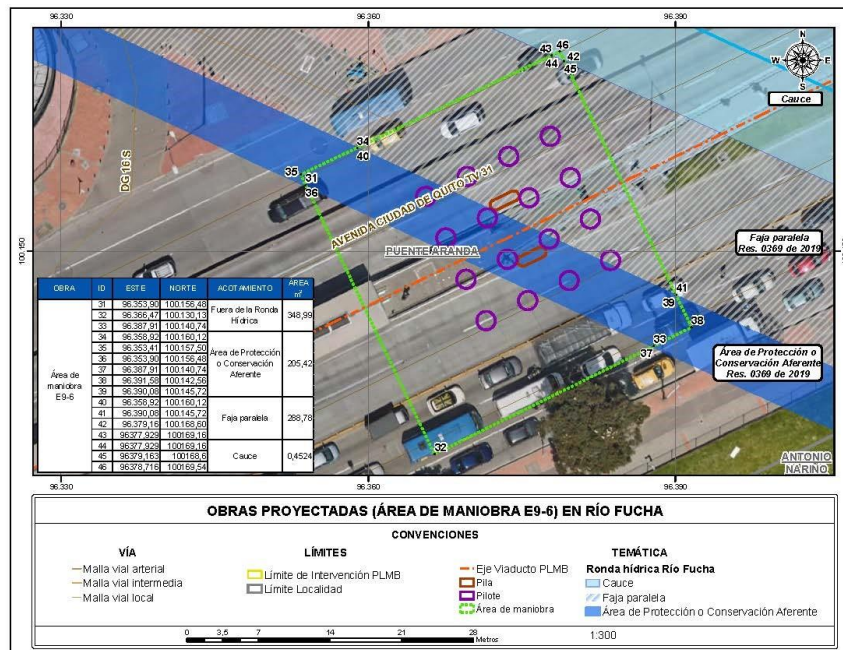 96.330 96.360 96.390
N
W E
S
Cauce
43 46
44 42
45
34
40
35
31
36
DG 16 S
AVENIDA CIUDAD DE QUITO TV 31
PUENTE ARANDA
100.150 100.150
Faja paralela
Res. 0369 de 2019
41
39
38
33
37
32
Área de Protección o
Conservación Aferente
Res. 0369 de 2019
ANTONIO
NARIÑO
OBRA ID ESTE NORTE ACOTAMIENTO ÁREA m²
Área de maniobra E9-6
31 96.353,90 100.156,48 Fuera de la Ronda Hídrica 348,99
32 96.366,47 100.130,13
33 96.387,91 100.140,74
34 96.358,92 100.160,12 Área de Protección o Conservación Aferente 205,42
35 96.353,41 100.157,50
36 96.353,90 100.156,48
37 96.387,91 100.140,74
38 96.391,58 100.142,56
39 96.390,08 100.145,72
40 96.358,92 100.160,12 Faja paralela 288,78
41 96.390,08 100.145,72
42 96.379,16 100.168,60
43 96377,929 100169,16
44 96377,929 100169,16 Cauce 0,4524
45 96379,163 100168,6
46 96378,716 100169,54
96.330 96.360 96.390
OBRAS PROYECTADAS (ÁREA DE MANIOBRA E9-6) EN RÍO FUCHA
CONVENCIONES
VÍA
Malla vial arterial
Malla vial intermedia
Malla vial local
LÍMITES
Límite de Intervención PLMB
Límite Localidad
Eje Viaducto PLMB
Pila
Pilote
Área de maniobra
TEMÁTICA
Ronda hídrica Río Fucha
Cauce
Faja paralela
Área de Protección o Conservación Aferente
0 3,5 7 14 21 28
Metros
1:300